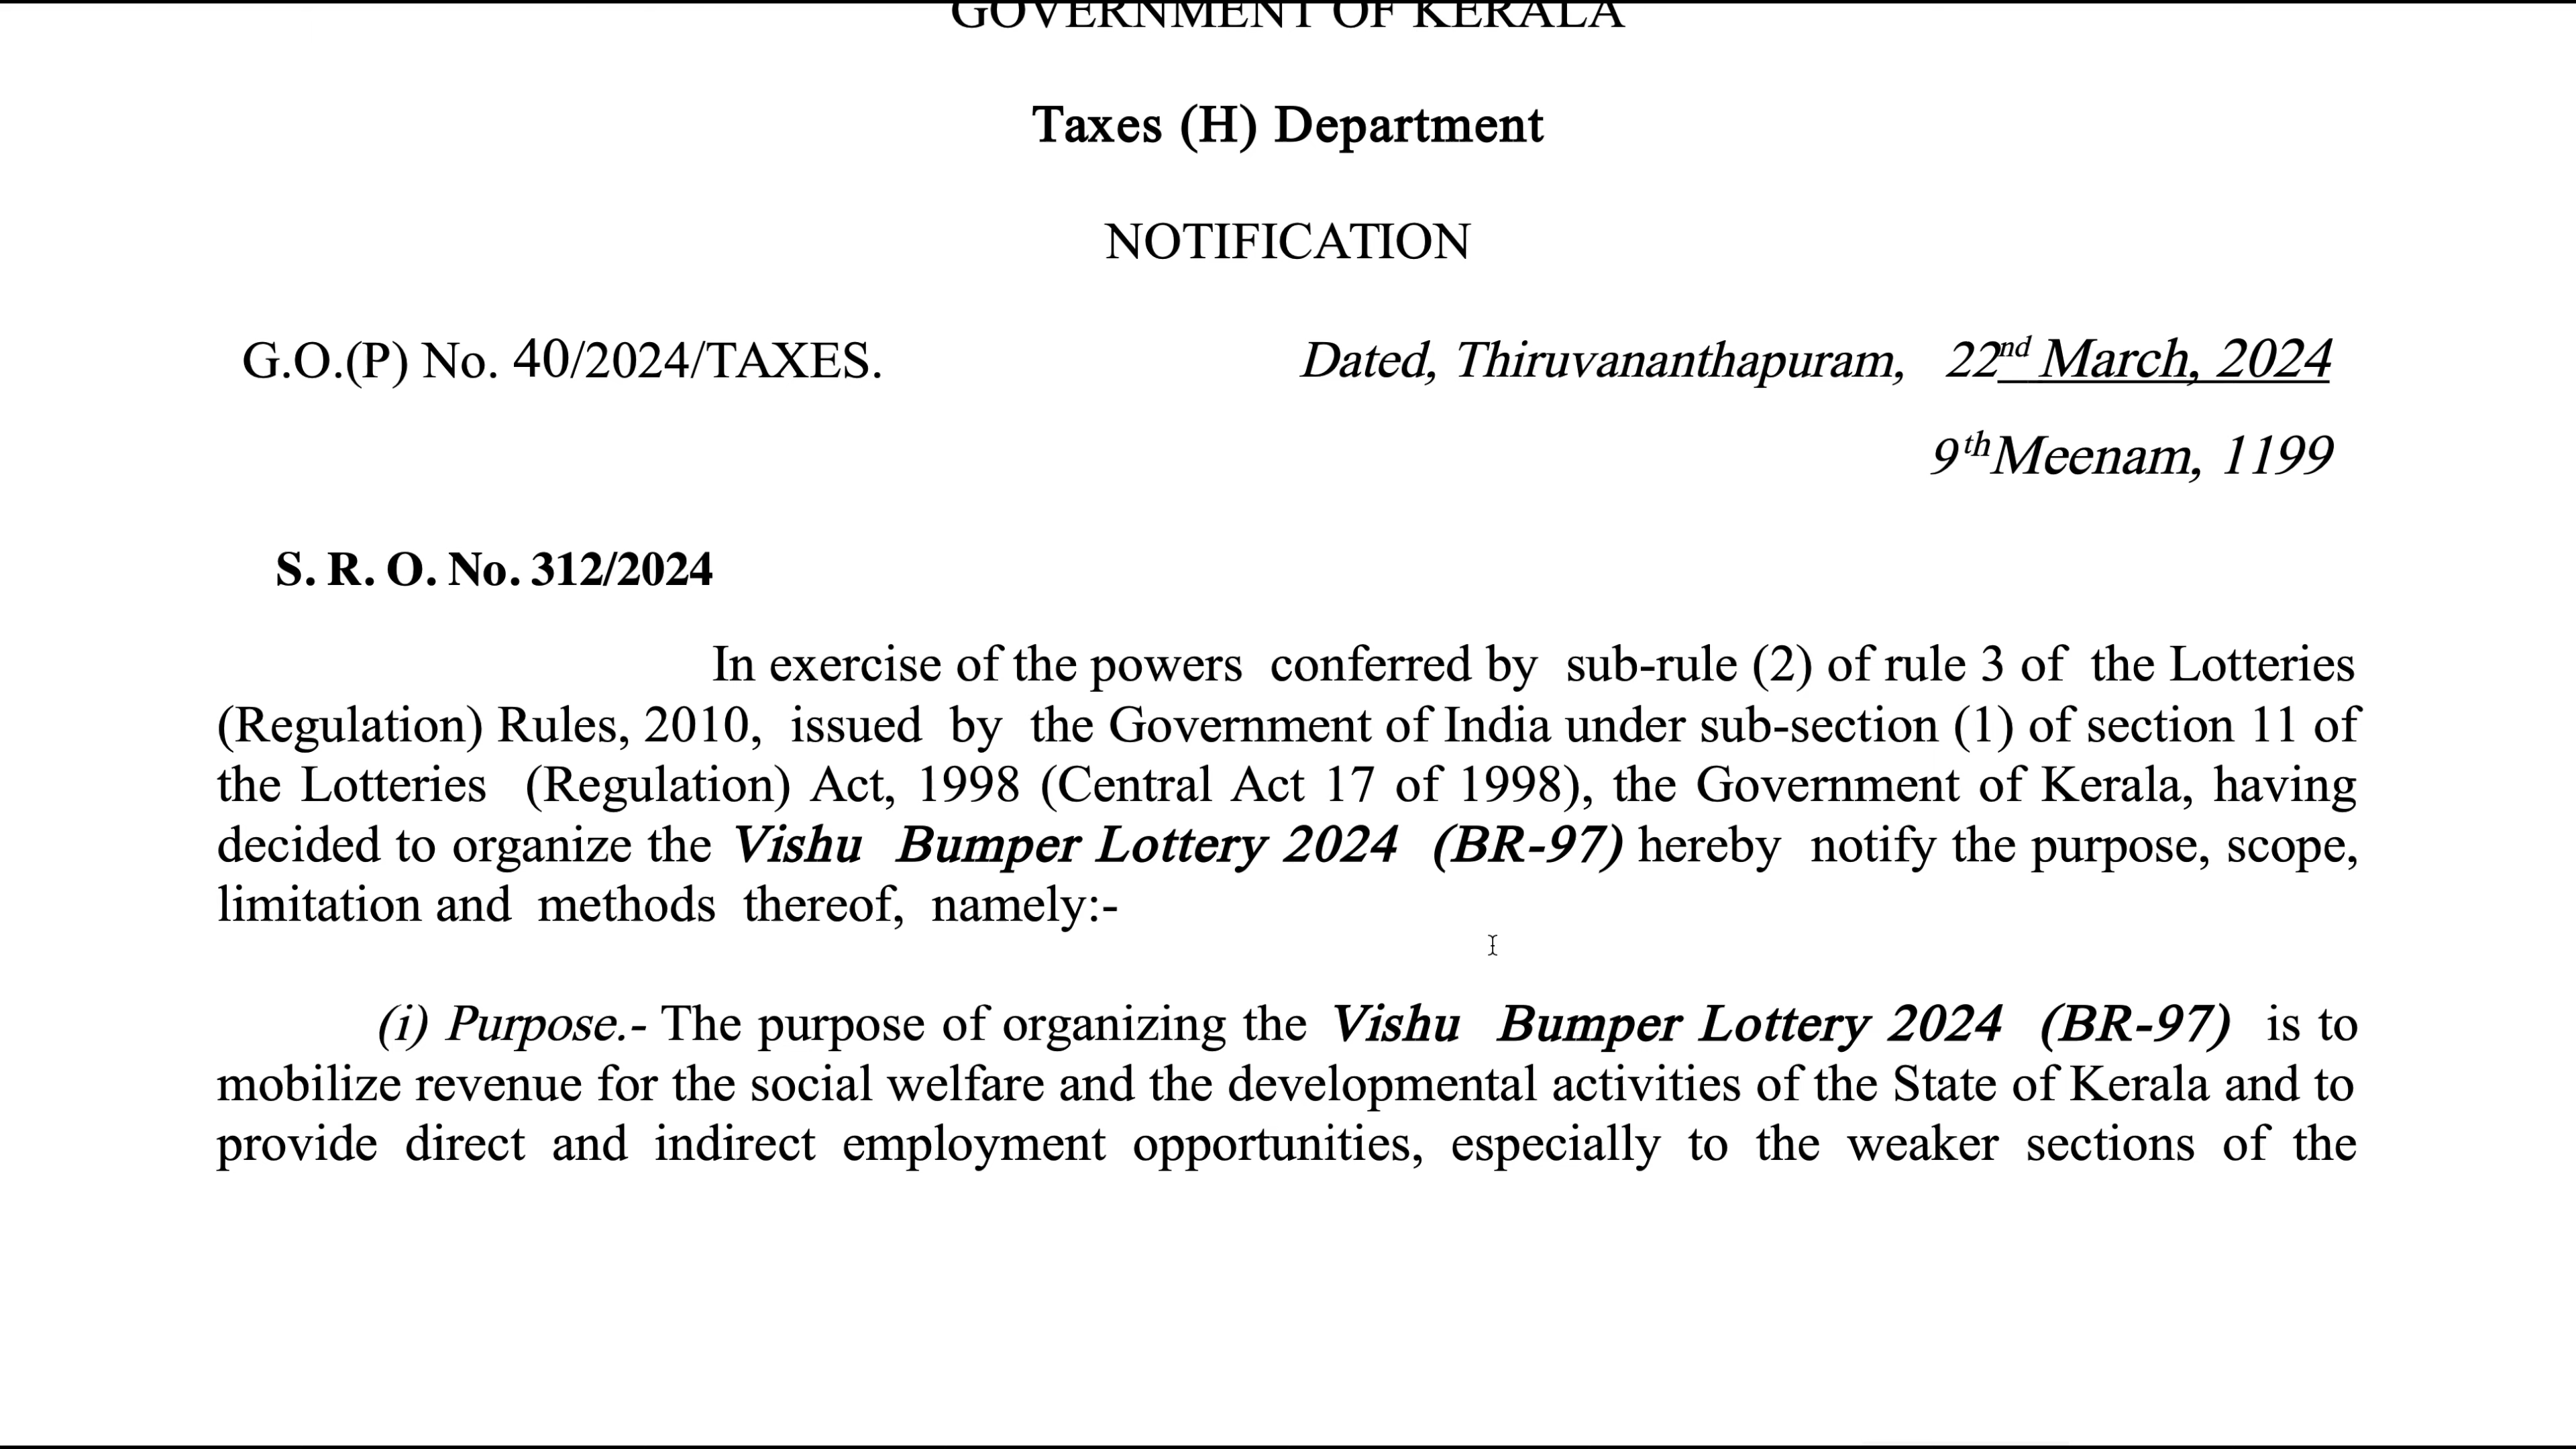 GOVERNMENT OF KERALA
Taxes (H) Department
NOTIFICATION
G.O.(P) No. 40/2024/TAXES. Dated, Thiruvananthapuram, 22nd March, 2024
9th Meenam, 1199
S. R. O. No. 312/2024
In exercise of the powers conferred by sub-rule (2) of rule 3 of the Lotteries
(Regulation) Rules, 2010, issued by the Government of India under sub-section (1) of section 11 of
the Lotteries (Regulation) Act, 1998 (Central Act 17 of 1998), the Government of Kerala, having
decided to organize the Vishu Bumper Lottery 2024 (BR-97) hereby notify the purpose, scope,
limitation and methods thereof, namely:-
(i) Purpose.- The purpose of organizing the Vishu Bumper Lottery 2024 (BR-97) is to
mobilize revenue for the social welfare and the developmental activities of the State of Kerala and to
provide direct and indirect employment opportunities, especially to the weaker sections of the